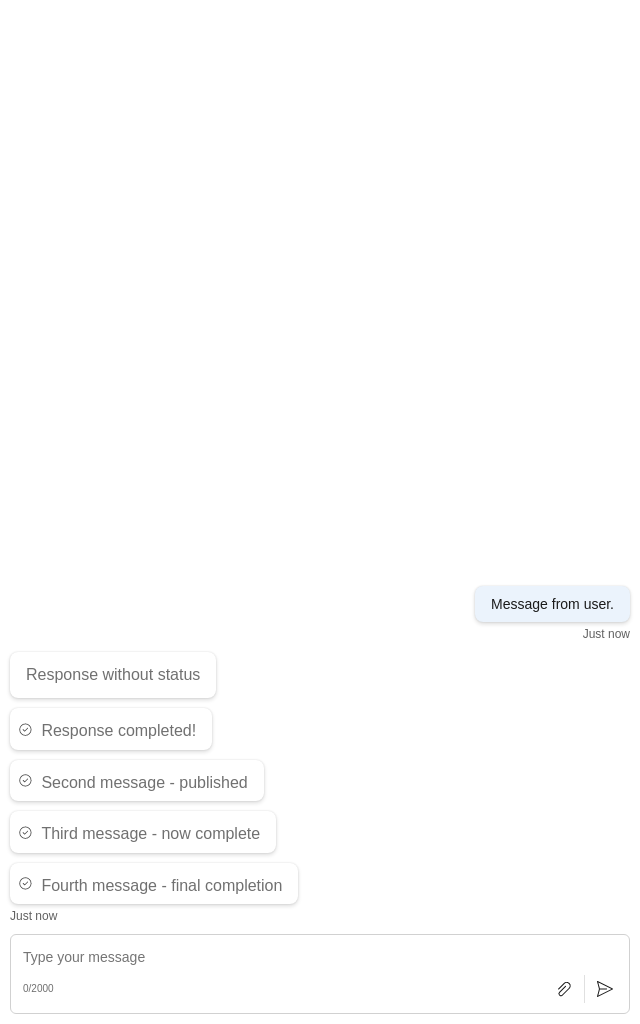 Message from user.
Just now
Response without status
Response completed!
Second message - published
Third message - now complete
Fourth message - final completion
Just now
Type your message
0/2000